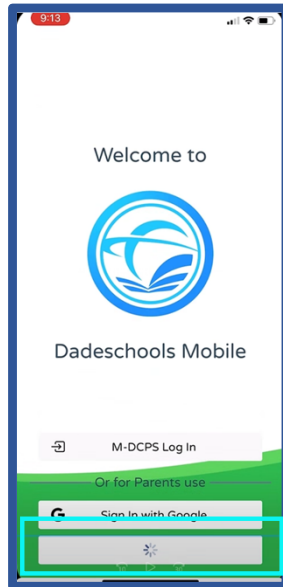 9:13
Welcome to
Dadeschools Mobile
M-DCPS Log In
Or for Parents use
G Sign In with Google